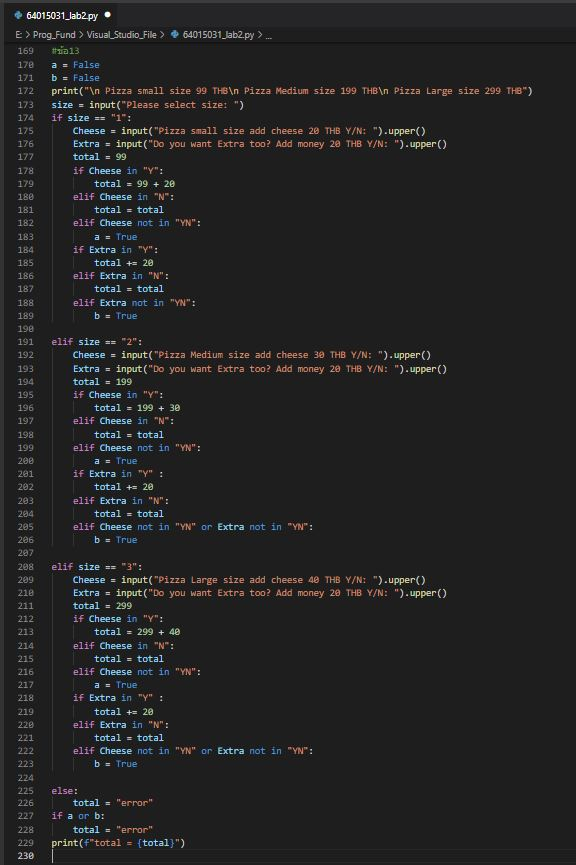 64015031_lab2.py
E: > Prog_Fund > Visual_Studio_File > 64015031_lab2.py > ...
169 #ข้อ13
170 a = False
171 b = False
172 print("\n Pizza small size 99 THB\n Pizza Medium size 199 THB\n Pizza Large size 299 THB")
173 size = input("Please select size: ")
174 if size == "1":
175     Cheese = input("Pizza small size add cheese 20 THB Y/N: ").upper()
176     Extra = input("Do you want Extra too? Add money 20 THB Y/N: ").upper()
177     total = 99
178     if Cheese in "Y":
179         total = 99 + 20
180     elif Cheese in "N":
181         total = total
182     elif Cheese not in "YN":
183         a = True
184     if Extra in "Y":
185         total += 20
186     elif Extra in "N":
187         total = total
188     elif Extra not in "YN":
189         b = True
190
191 elif size == "2":
192     Cheese = input("Pizza Medium size add cheese 30 THB Y/N: ").upper()
193     Extra = input("Do you want Extra too? Add money 20 THB Y/N: ").upper()
194     total = 199
195     if Cheese in "Y":
196         total = 199 + 30
197     elif Cheese in "N":
198         total = total
199     elif Cheese not in "YN":
200         a = True
201     if Extra in "Y" :
202         total += 20
203     elif Extra in "N":
204         total = total
205     elif Cheese not in "YN" or Extra not in "YN":
206         b = True
207
208 elif size == "3":
209     Cheese = input("Pizza Large size add cheese 40 THB Y/N: ").upper()
210     Extra = input("Do you want Extra too? Add money 20 THB Y/N: ").upper()
211     total = 299
212     if Cheese in "Y":
213         total = 299 + 40
214     elif Cheese in "N":
215         total = total
216     elif Cheese not in "YN":
217         a = True
218     if Extra in "Y" :
219         total += 20
220     elif Extra in "N":
221         total = total
222     elif Cheese not in "YN" or Extra not in "YN":
223         b = True
224
225 else:
226     total = "error"
227 if a or b:
228     total = "error"
229 print(f"total = {total}")
230